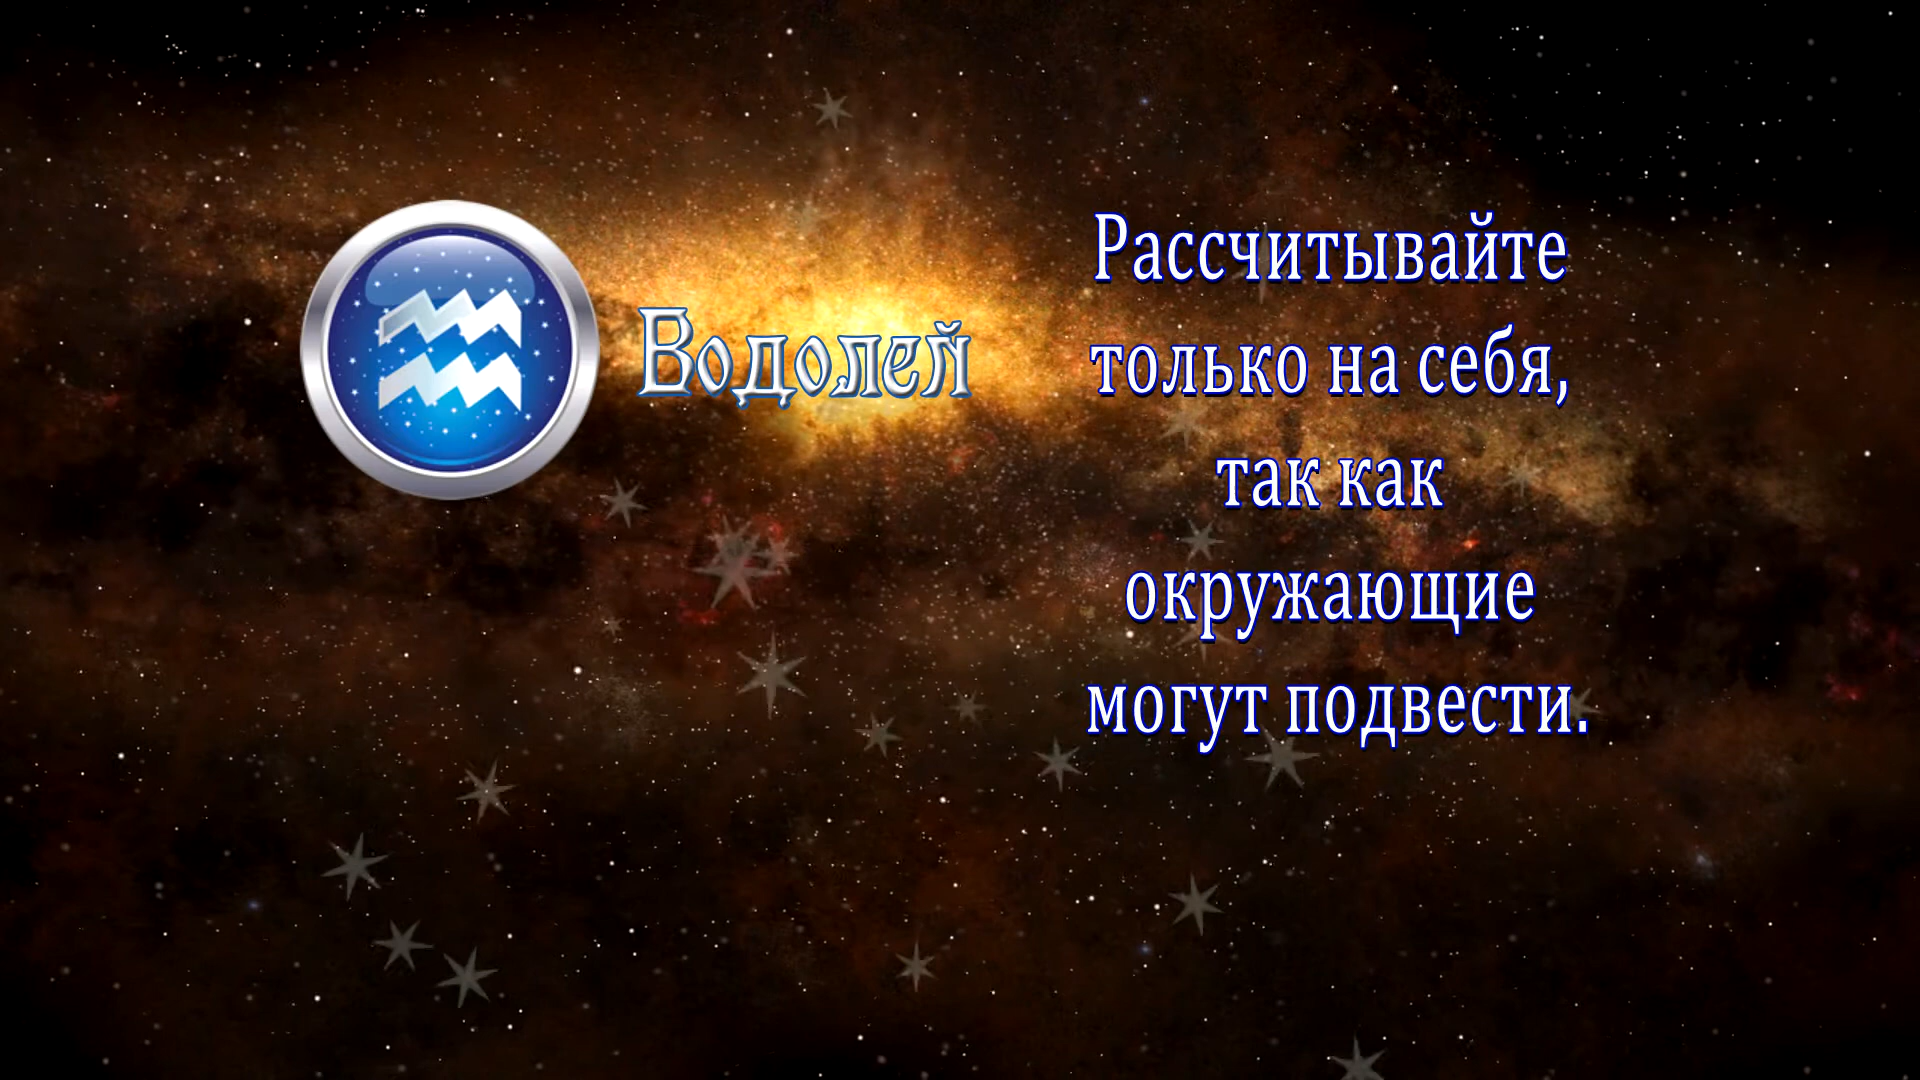 Водолей
Рассчитывайте
только на себя,
так как
окружающие
могут подвести.